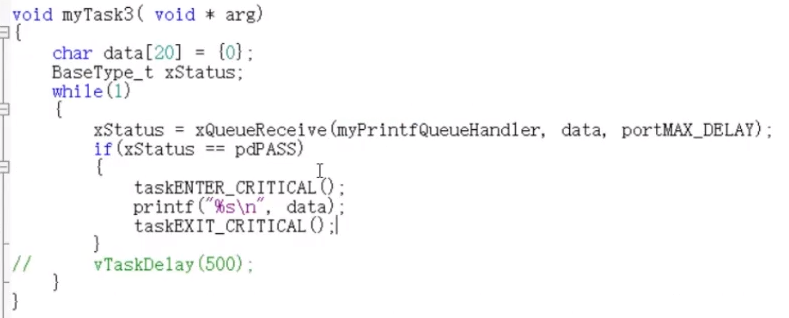 void myTask3( void * arg)
{
    char data[20] = {0};
    BaseType_t xStatus;
    while(1)
    {
        xStatus = xQueueReceive(myPrintfQueueHandler, data, portMAX_DELAY);
        if(xStatus == pdPASS)
        {
            taskENTER_CRITICAL();
            printf("%s\n", data);
            taskEXIT_CRITICAL();
        }
//      vTaskDelay(500);
    }
}